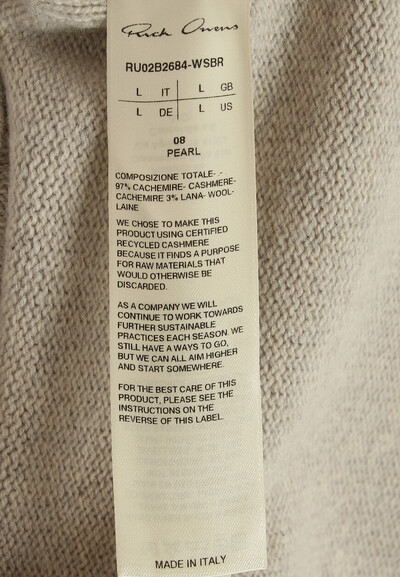 Rick Owens
RU02B2684-WSBR
L IT L GB
L DE L US
08
PEARL
COMPOSIZIONE TOTALE- -
97% CACHEMIRE- CASHMERE-
CACHEMIRE 3% LANA- WOOL-
LAINE
WE CHOSE TO MAKE THIS
PRODUCT USING CERTIFIED
RECYCLED CASHMERE
BECAUSE IT FINDS A PURPOSE
FOR RAW MATERIALS THAT
WOULD OTHERWISE BE
DISCARDED.
AS A COMPANY WE WILL
CONTINUE TO WORK TOWARDS
FURTHER SUSTAINABLE
PRACTICES EACH SEASON. WE
STILL HAVE A WAYS TO GO,
BUT WE CAN ALL AIM HIGHER
AND START SOMEWHERE.
FOR THE BEST CARE OF THIS
PRODUCT, PLEASE SEE THE
INSTRUCTIONS ON THE
REVERSE OF THIS LABEL.
MADE IN ITALY